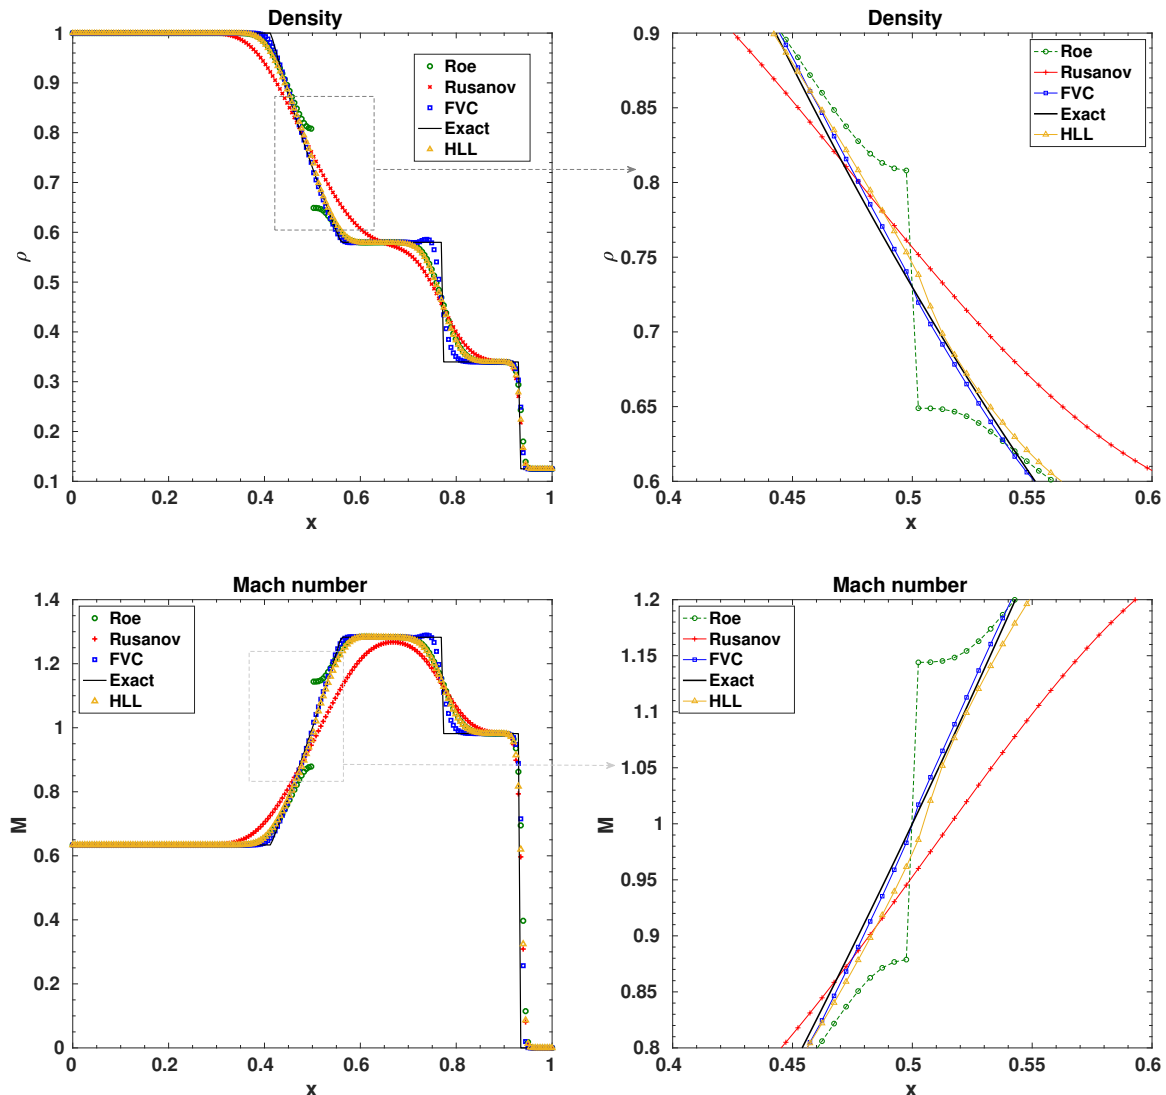 Density
1
0.9
0.8
0.7
0.6
0.5
0.4
0.3
0.2
0.1
ρ
0
0.2
0.4
0.6
0.8
1
x
Roe
Rusanov
FVC
Exact
HLL
Density
0.9
0.85
0.8
0.75
0.7
0.65
0.6
ρ
0.4
0.45
0.5
0.55
0.6
x
Roe
Rusanov
FVC
Exact
HLL
Mach number
1.4
1.2
1
0.8
0.6
0.4
0.2
0
M
0
0.2
0.4
0.6
0.8
1
x
Roe
Rusanov
FVC
Exact
HLL
Mach number
1.2
1.15
1.1
1.05
1
0.95
0.9
0.85
0.8
M
0.4
0.45
0.5
0.55
0.6
x
Roe
Rusanov
FVC
Exact
HLL